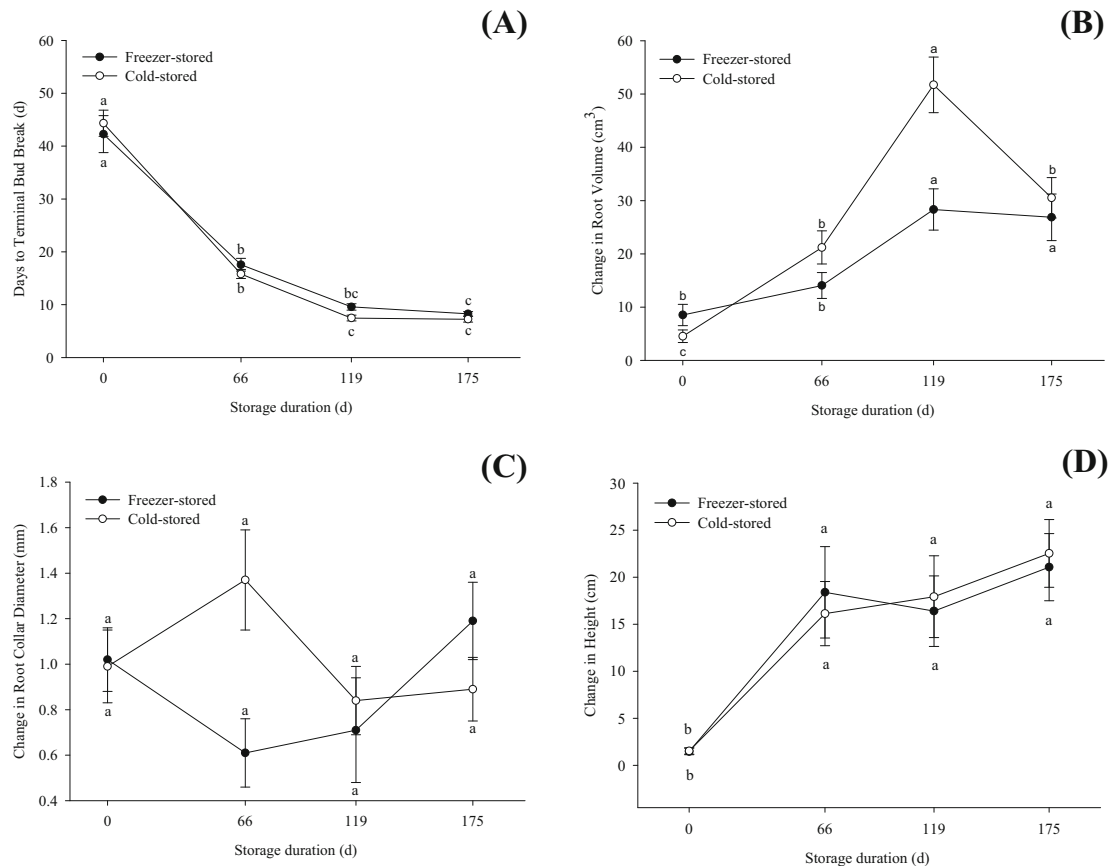 (A)
60
50
40
30
20
10
0
Days to Terminal Bud Break (d)
Freezer-stored
Cold-stored
a
a
b
b
bc
c
c
c
0 66 119 175
Storage duration (d)
(B)
60
50
40
30
20
10
0
Change in Root Volume (cm³)
Freezer-stored
Cold-stored
b
c
b
b
a
a
b
a
0 66 119 175
Storage duration (d)
(C)
1.8
1.6
1.4
1.2
1.0
0.8
0.6
0.4
Change in Root Collar Diameter (mm)
Freezer-stored
Cold-stored
a
a
a
a
a
a
a
a
0 66 119 175
Storage duration (d)
(D)
30
25
20
15
10
5
0
Change in Height (cm)
Freezer-stored
Cold-stored
b
b
a
a
a
a
a
a
0 66 119 175
Storage duration (d)